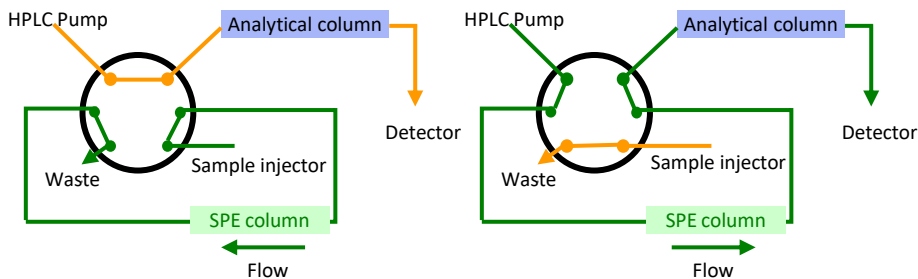 HPLC Pump
Analytical column
Detector
Sample injector
Waste
SPE column
Flow
HPLC Pump
Analytical column
Detector
Sample injector
Waste
SPE column
Flow